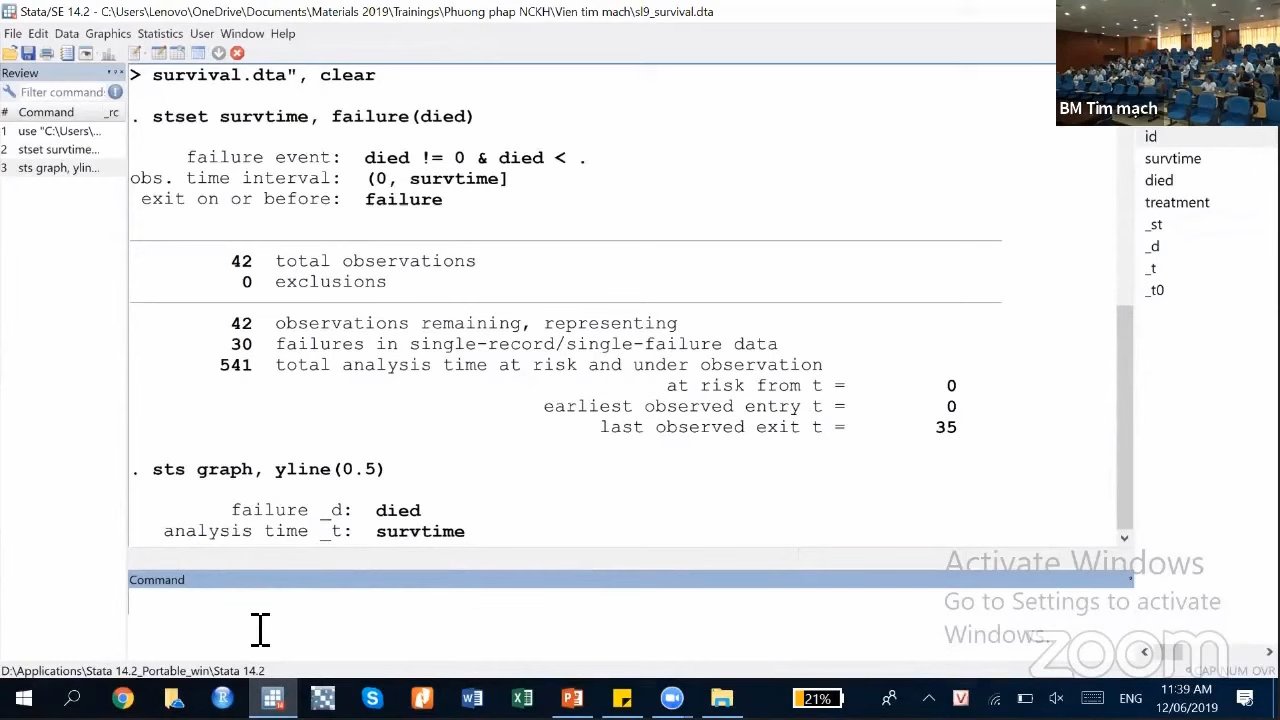 Stata/SE 14.2 - C:\Users\Lenovo\OneDrive\Documents\Materials 2019\Trainings\Phuong phap NCKH\Vien tim mach\sl9_survival.dta
File Edit Data Graphics Statistics User Window Help
Review
Filter command
# Command _rc
1 use "C:\Users\...
2 stset survtime...
3 sts graph, ylin...
> survival.dta", clear
. stset survtime, failure(died)
failure event: died != 0 & died < .
obs. time interval: (0, survtime]
exit on or before: failure
42 total observations
0 exclusions
42 observations remaining, representing
30 failures in single-record/single-failure data
541 total analysis time at risk and under observation
at risk from t = 0
earliest observed entry t = 0
last observed exit t = 35
. sts graph, yline(0.5)
failure _d: died
analysis time _t: survtime
Command
BM Tim mạch
id
survtime
died
treatment
_st
_d
_t
_t0
Activate Windows
Go to Settings to activate
Windows.
zoom
D:\Applications\Stata 14.2_Portable_win\Stata 14.2
CAP NUM OVR
21%
ENG
11:39 AM
12/06/2019